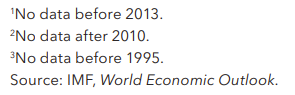 ¹No data before 2013.
²No data after 2010.
³No data before 1995.
Source: IMF, World Economic Outlook.